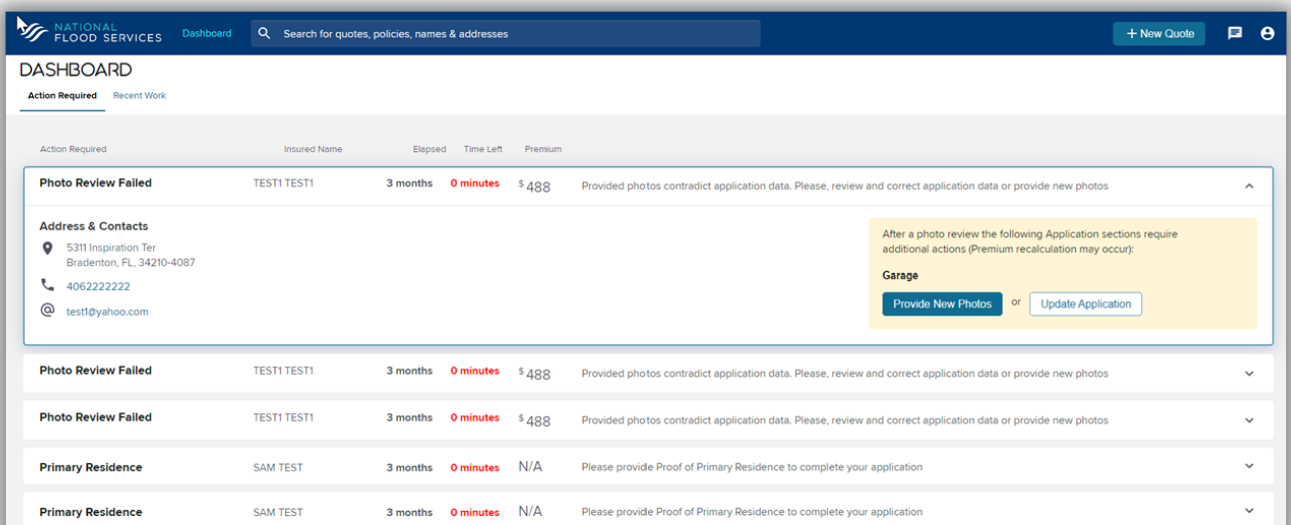 NATIONAL
FLOOD SERVICES
Dashboard
Search for quotes, policies, names & addresses
+ New Quote
DASHBOARD
Action Required Recent Work
Action Required Insured Name Elapsed Time Left Premium
Photo Review Failed TEST1 TEST1 3 months 0 minutes $ 488 Provided photos contradict application data. Please, review and correct application data or provide new photos
Address & Contacts
5311 Inspiration Ter
Bradenton, FL, 34210-4087
4062222222
test1@yahoo.com
After a photo review the following Application sections require
additional actions (Premium recalculation may occur):
Garage
Provide New Photos or Update Application
Photo Review Failed TEST1 TEST1 3 months 0 minutes $ 488 Provided photos contradict application data. Please, review and correct application data or provide new photos
Photo Review Failed TEST1 TEST1 3 months 0 minutes $ 488 Provided photos contradict application data. Please, review and correct application data or provide new photos
Primary Residence SAM TEST 3 months 0 minutes N/A Please provide Proof of Primary Residence to complete your application
Primary Residence SAM TEST 3 months 0 minutes N/A Please provide Proof of Primary Residence to complete your application